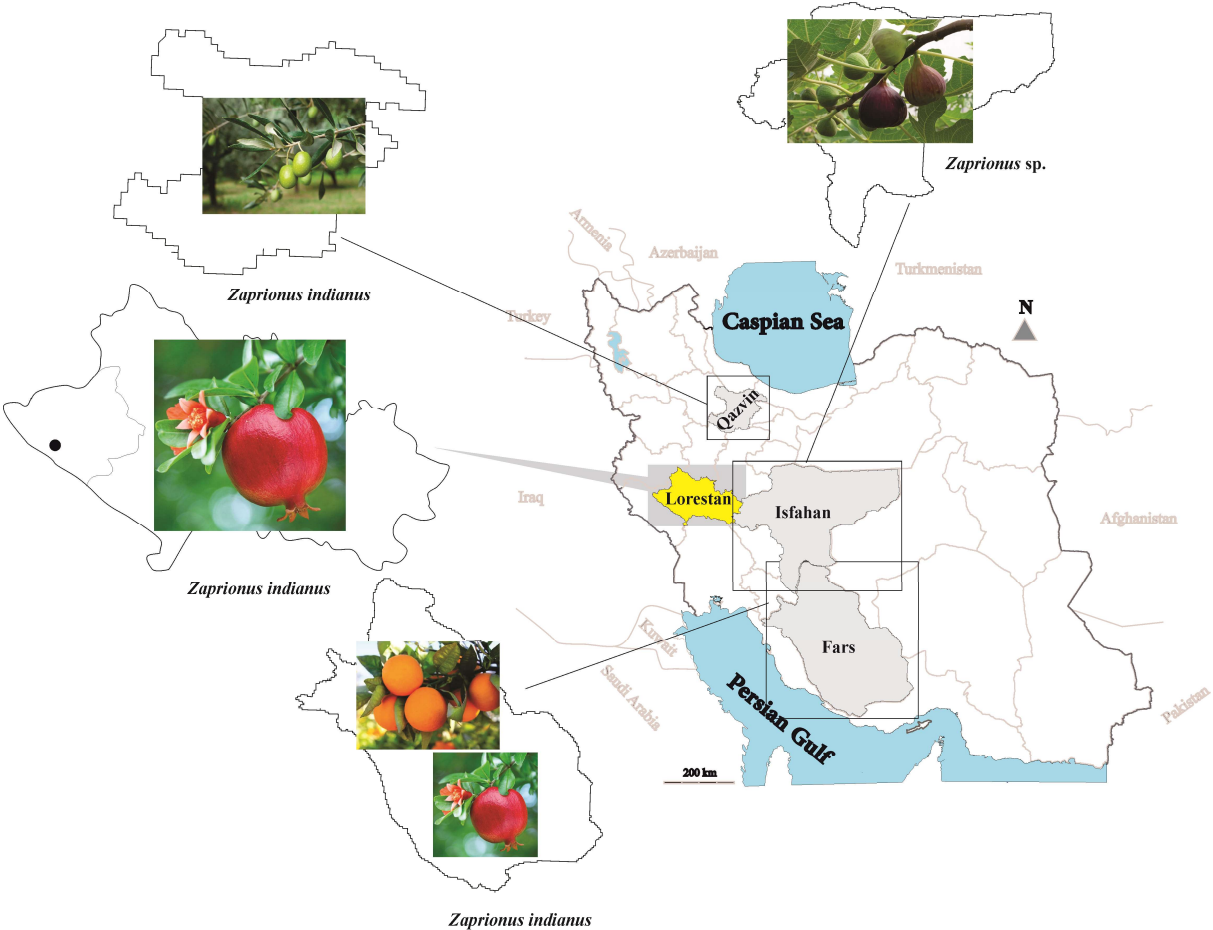 Zaprionus sp.
Armenia
Azerbaijan
Turkmenistan
Zaprionus indianus
Turkey
Caspian Sea
N
Qazvin
Iraq
Lorestan
Isfahan
Afghanistan
Zaprionus indianus
Kuwait
Fars
Saudi Arabia
Persian Gulf
Pakistan
200 km
Zaprionus indianus